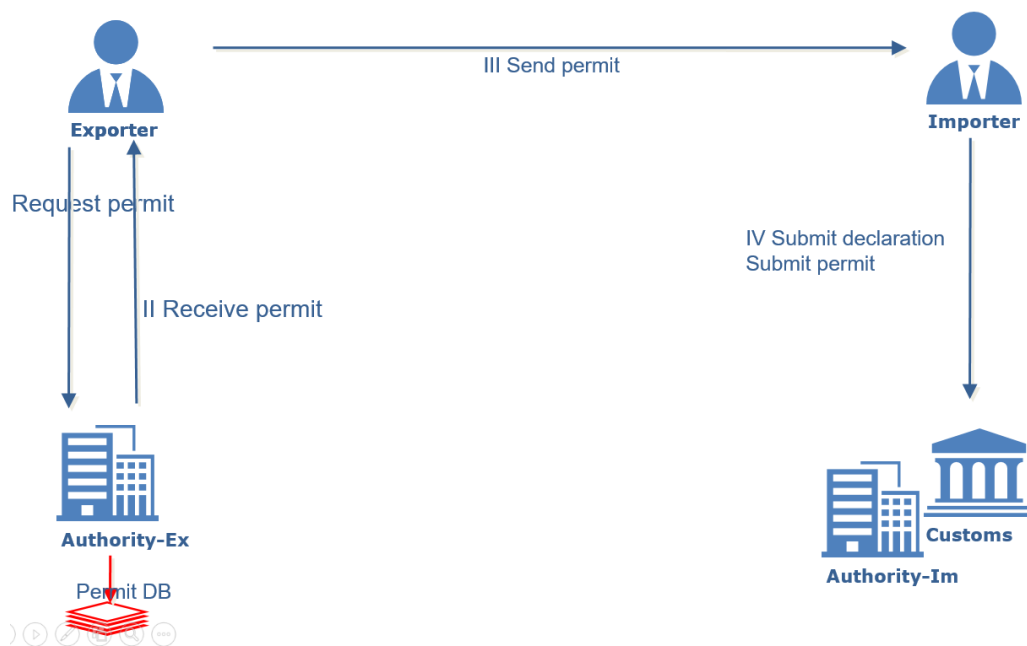 III Send permit
Exporter
Importer
Request permit
IV Submit declaration
Submit permit
II Receive permit
Authority-Ex
Customs
Authority-Im
Permit DB